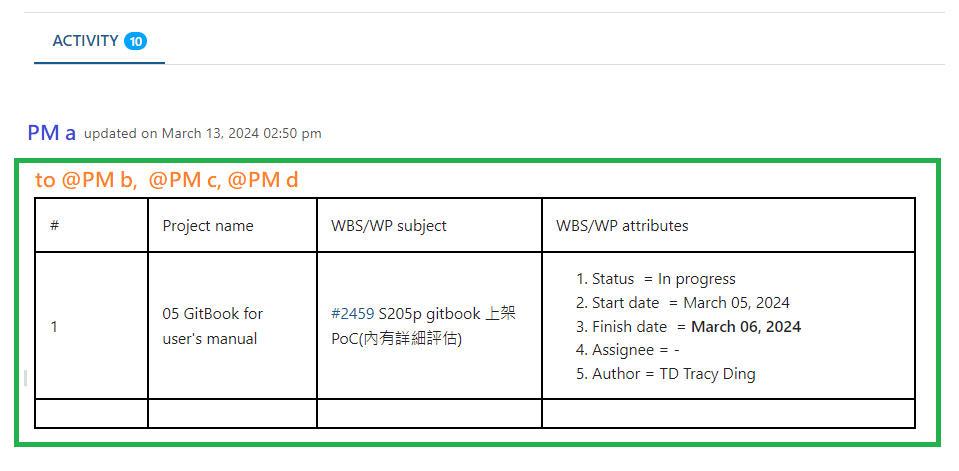 ACTIVITY 10
PM a updated on March 13, 2024 02:50 pm
to @PM b, @PM c, @PM d
# Project name WBS/WP subject WBS/WP attributes
1
05 GitBook for
user's manual
#2459 S205p gitbook 上架
PoC(內有詳細評估)
1. Status = In progress
2. Start date = March 05, 2024
3. Finish date = March 06, 2024
4. Assignee = -
5. Author = TD Tracy Ding